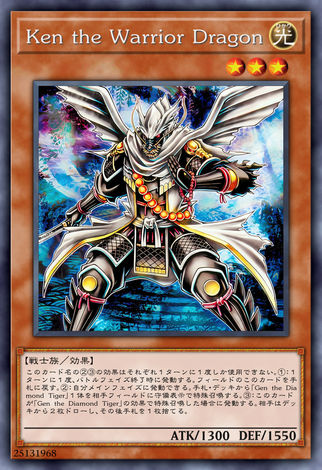 Ken the Warrior Dragon
光
【戦士族／効果】
このカード名の②③の効果はそれぞれ１ターンに１度しか使用できない。①：１
ターンに１度、バトルフェイズ終了時に発動する。フィールドのこのカードを手
札に戻す。②：自分メインフェイズに発動できる。手札・デッキから「Gen the Dia
mond Tiger」１体を相手フィールドに守備表示で特殊召喚する。③：このカード
が「Gen the Diamond Tiger」の効果で特殊召喚した場合に発動する。相手はデ
ッキから２枚ドローし、その後手札を１枚捨てる。
ATK/1300 DEF/1550
25131968